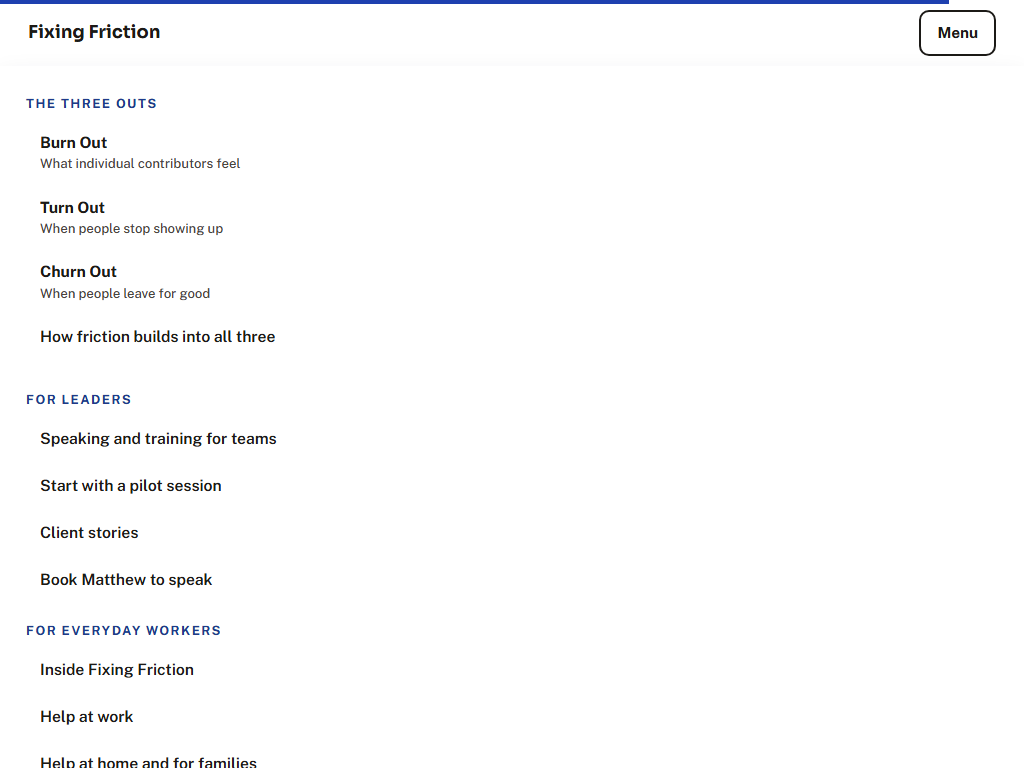 Fixing Friction
Menu
THE THREE OUTS
Burn Out
What individual contributors feel
Turn Out
When people stop showing up
Churn Out
When people leave for good
How friction builds into all three
FOR LEADERS
Speaking and training for teams
Start with a pilot session
Client stories
Book Matthew to speak
FOR EVERYDAY WORKERS
Inside Fixing Friction
Help at work
Help at home and for families